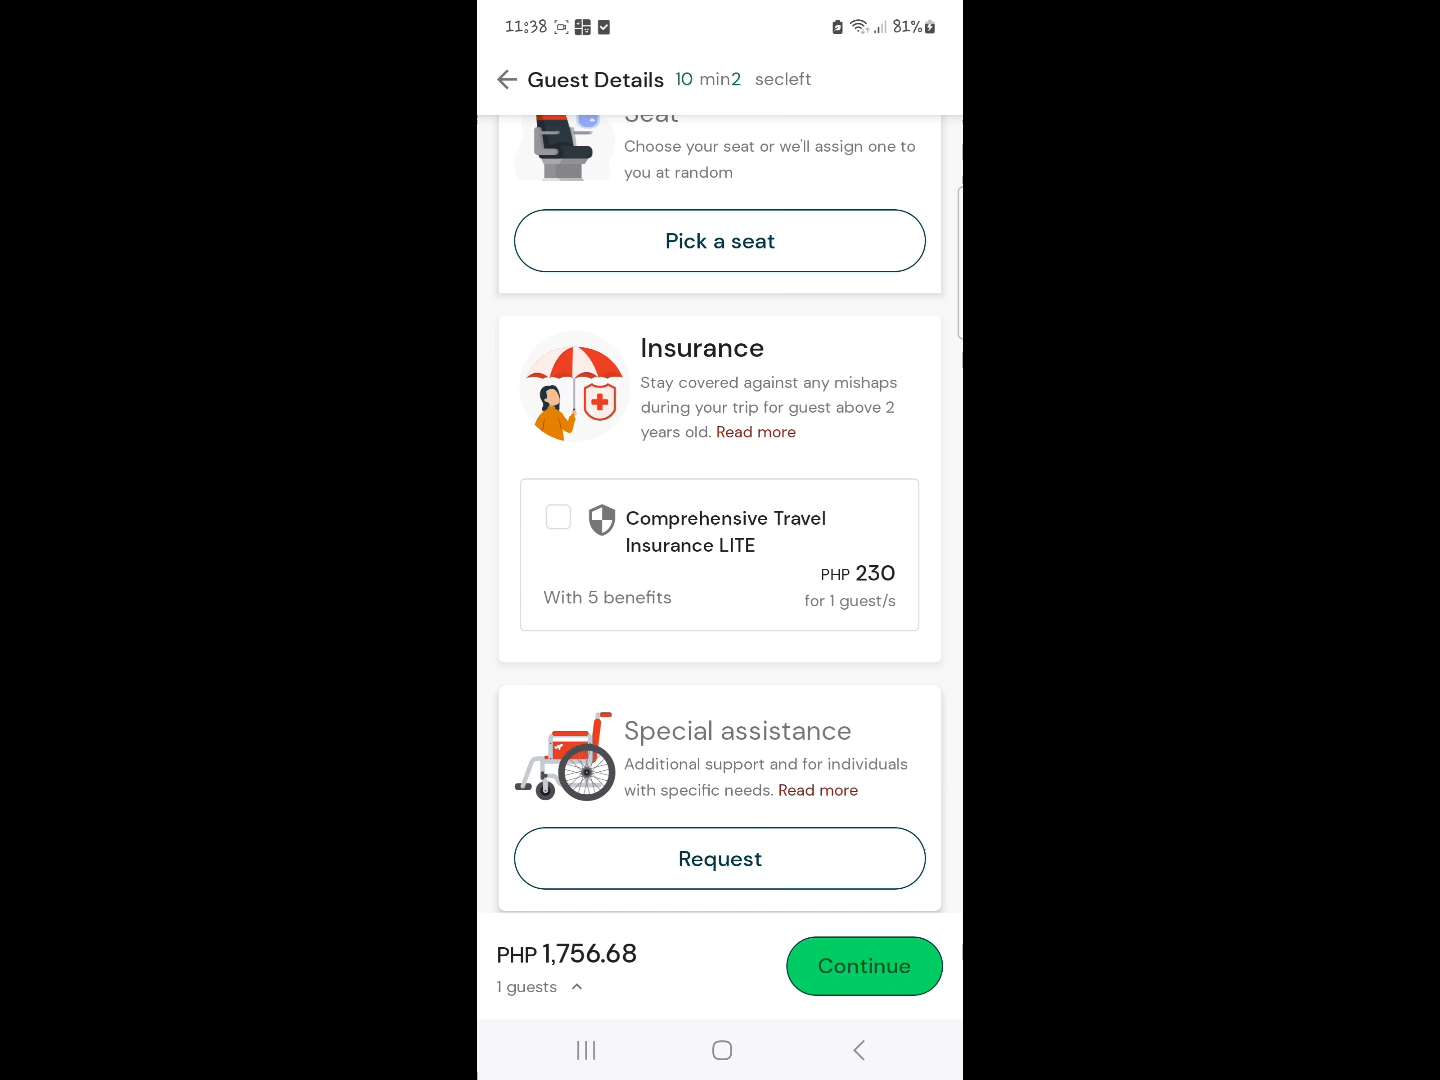 11:38
81%
Guest Details 10 min2 secleft
Seat
Choose your seat or we'll assign one to
you at random
Pick a seat
Insurance
Stay covered against any mishaps
during your trip for guest above 2
years old. Read more
Comprehensive Travel
Insurance LITE
PHP 230
With 5 benefits
for 1 guest/s
Special assistance
Additional support and for individuals
with specific needs. Read more
Request
PHP 1,756.68
Continue
1 guests